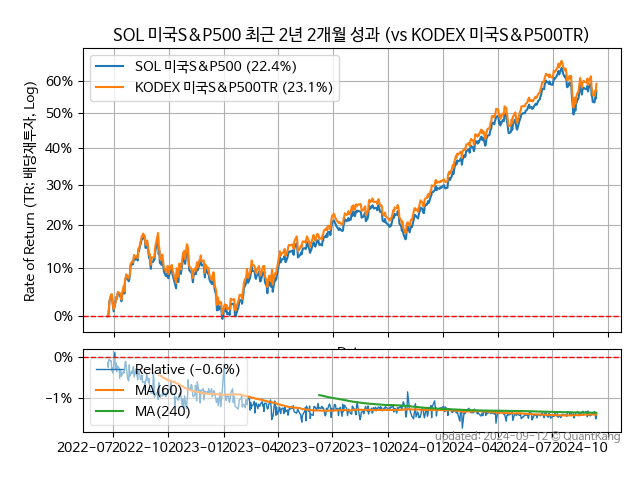 SOL 미국S&P500 최근 2년 2개월 성과 (vs KODEX 미국S&P500TR)
Rate of Return (TR: 배당재투자, Log)
SOL 미국S&P500 (22.4%)
KODEX 미국S&P500TR (23.1%)
60%
50%
40%
30%
20%
10%
0%
0%
−1%
Relative (−0.6%)
MA(60)
MA(240)
updated: 2024-09-12 © QuantKang
2022-07 2022-10 2023-01 2023-04 2023-07 2023-10 2024-01 2024-04 2024-07 2024-10